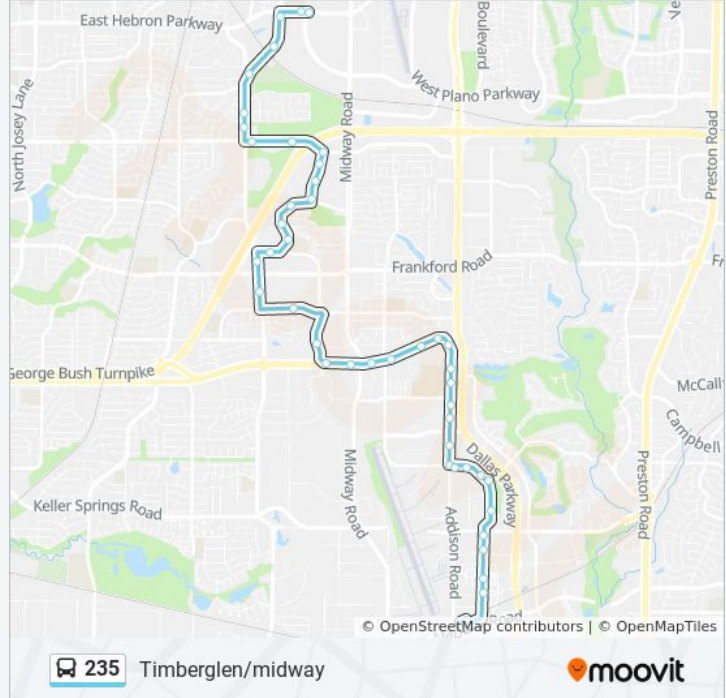 East Hebron Parkway
Boulevard
West Plano Parkway
North Josey Lane
Midway Road
Preston Road
Frankford Road
George Bush Turnpike
McCall
Campbell
Dallas Parkway
Midway Road
Preston Road
Keller Springs Road
Addison Road
Road
© OpenStreetMap contributors | © OpenMapTiles
235 Timberglen/midway
moovit